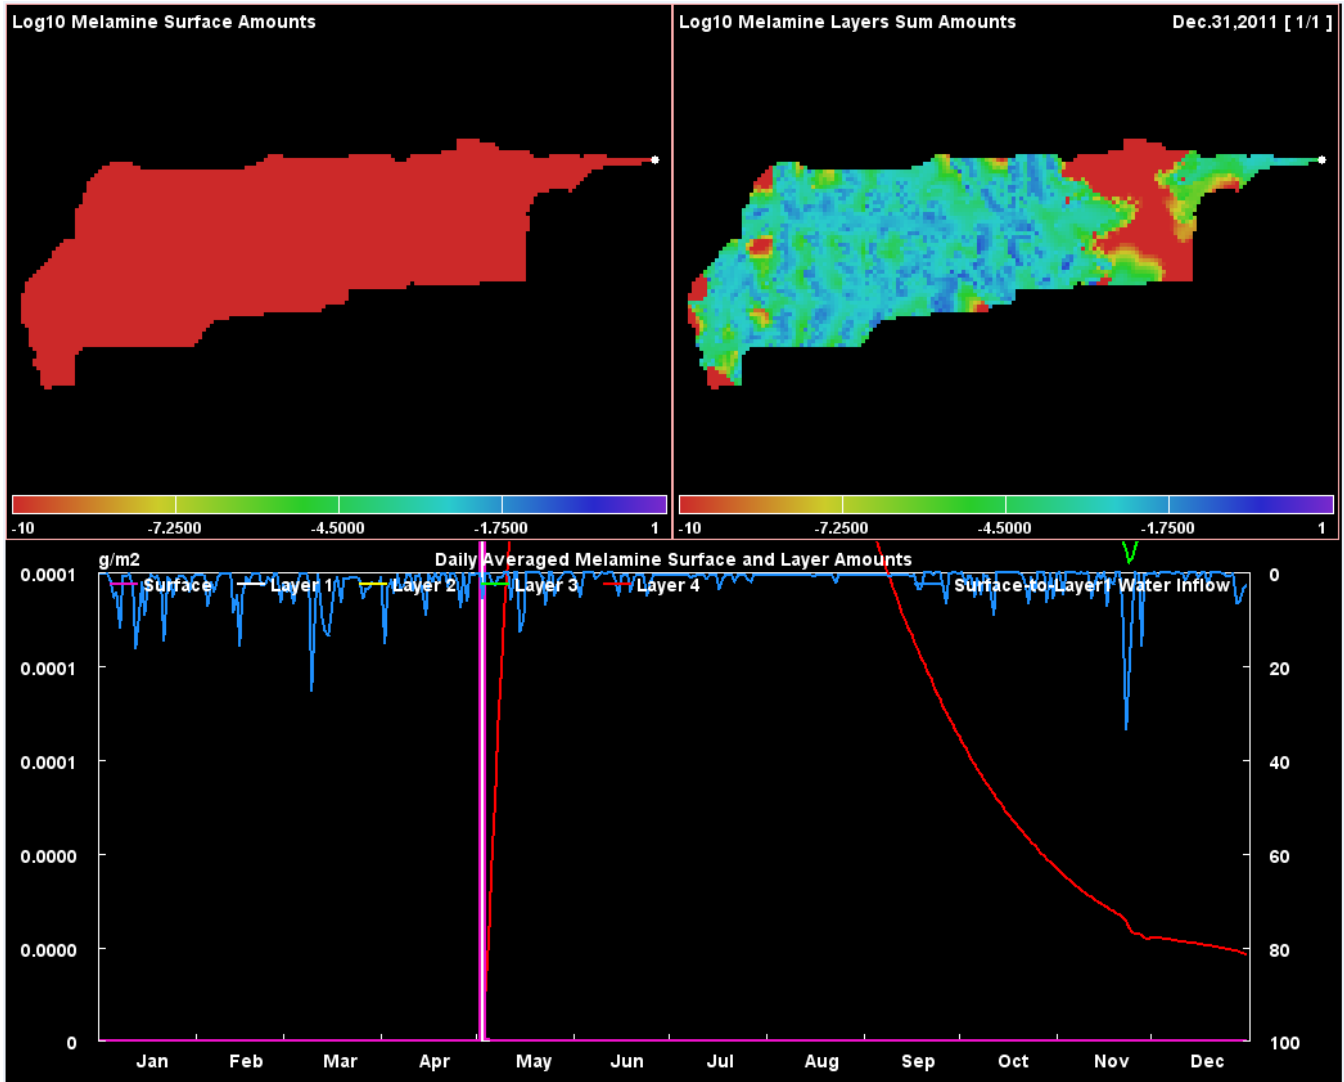 Log10 Melamine Surface Amounts
Log10 Melamine Layers Sum Amounts Dec.31,2011 [ 1/1 ]
-10 -7.2500 -4.5000 -1.7500 1
-10 -7.2500 -4.5000 -1.7500 1
g/m2 Daily Averaged Melamine Surface and Layer Amounts
0.0001 0
Surface Layer 1 Layer 2 Layer 3 Layer 4 Surface-to-Layer1 Water Inflow
0.0001 20
0.0001 40
0.0000 60
0.0000 80
0 100
Jan Feb Mar Apr May Jun Jul Aug Sep Oct Nov Dec